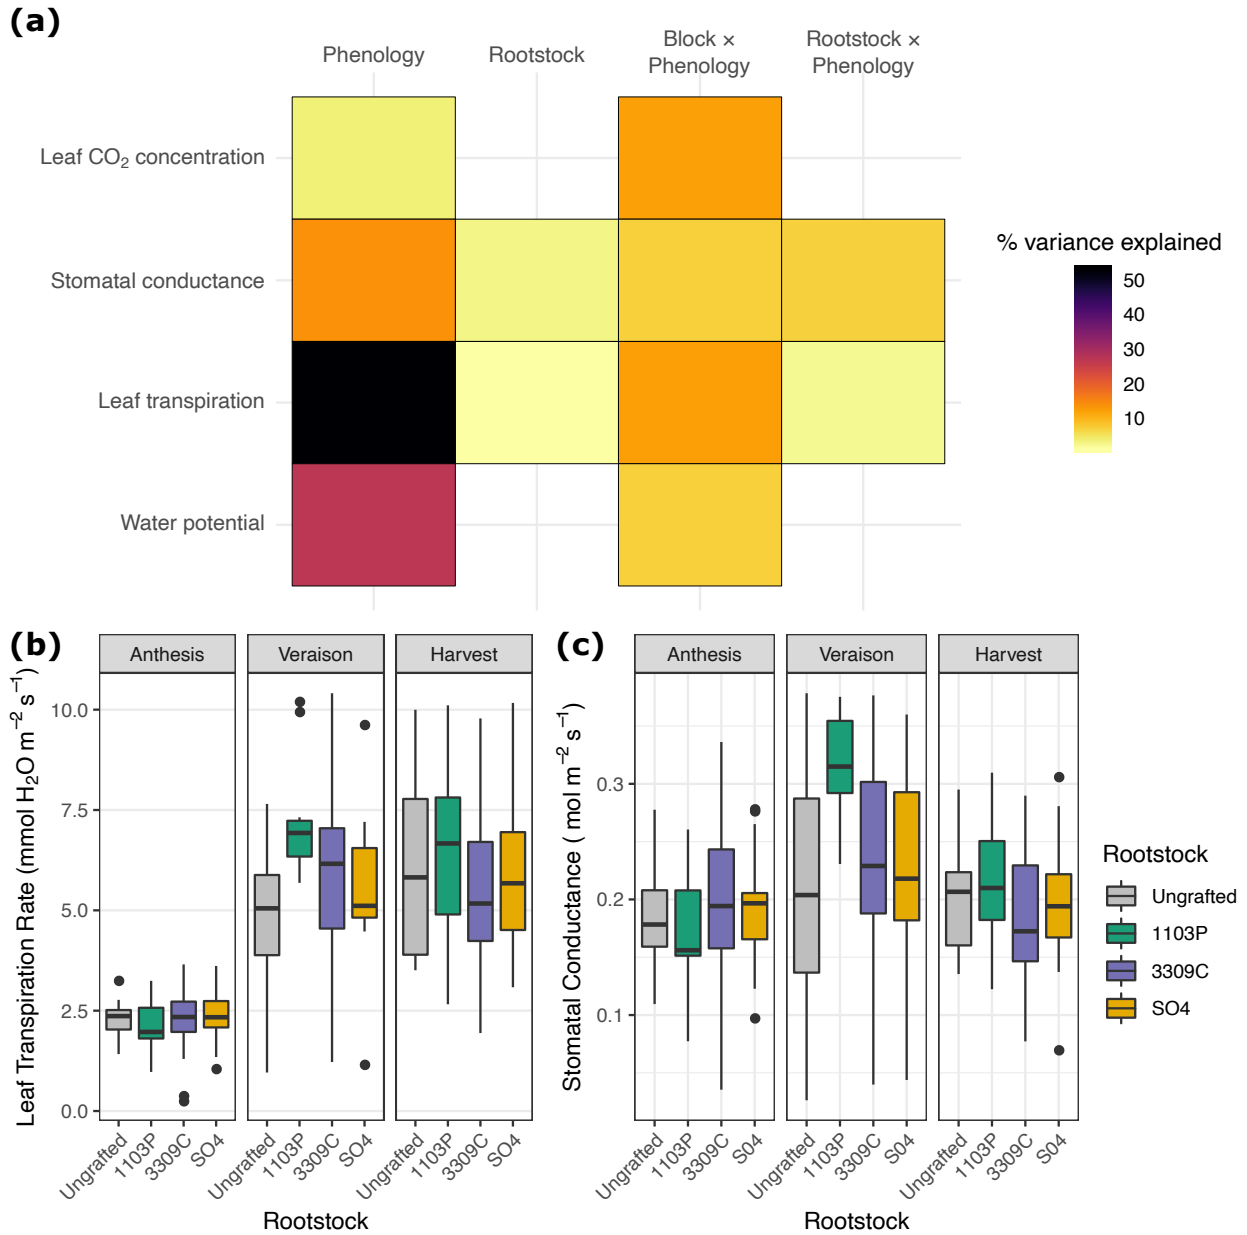 (a)
Phenology
Rootstock
Block ×
Phenology
Rootstock ×
Phenology
Leaf CO₂ concentration
Stomatal conductance
Leaf transpiration
Water potential
% variance explained
50
40
30
20
10
(b)
Anthesis
Veraison
Harvest
Leaf Transpiration Rate (mmol H₂O m⁻² s⁻¹)
10.0
7.5
5.0
2.5
0.0
Ungrafted
1103P
3309C
SO4
Ungrafted
1103P
3309C
SO4
Ungrafted
1103P
3309C
SO4
Rootstock
(c)
Anthesis
Veraison
Harvest
Stomatal Conductance ( mol m⁻² s⁻¹)
0.3
0.2
0.1
Ungrafted
1103P
3309C
S04
Ungrafted
1103P
3309C
S04
Ungrafted
1103P
3309C
S04
Rootstock
Rootstock
Ungrafted
1103P
3309C
SO4